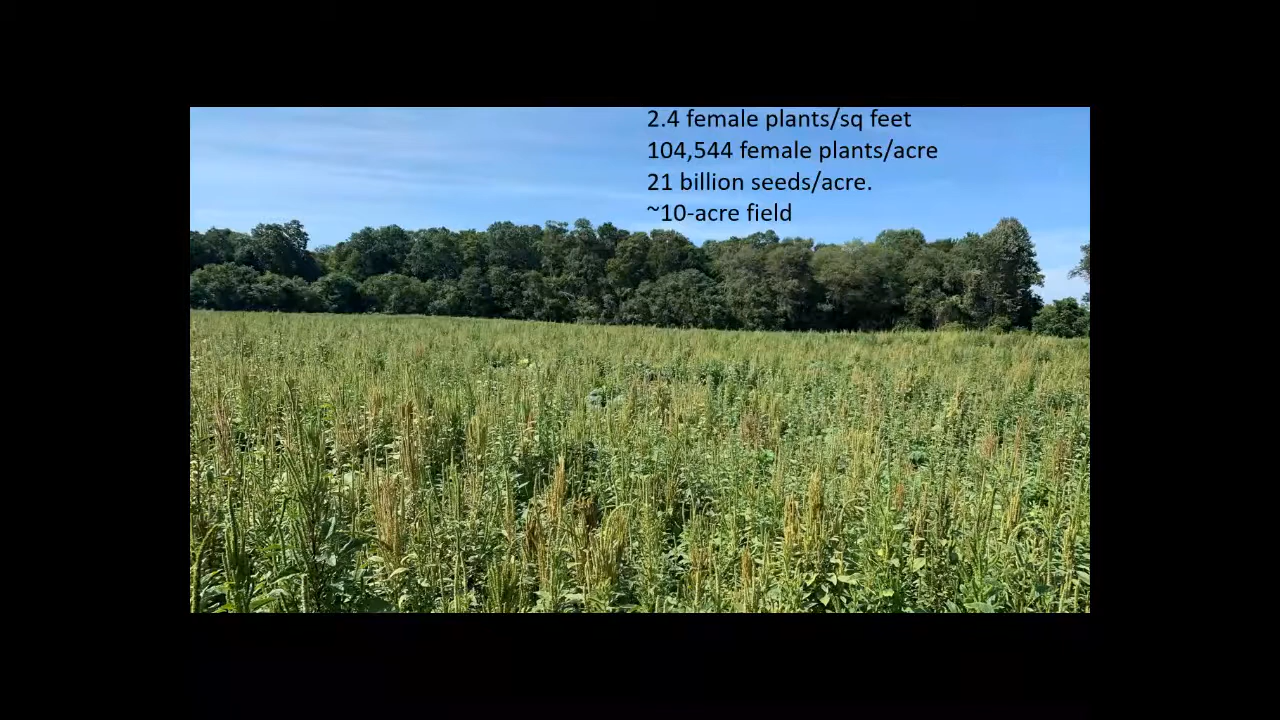 2.4 female plants/sq feet
104,544 female plants/acre
21 billion seeds/acre.
~10-acre field